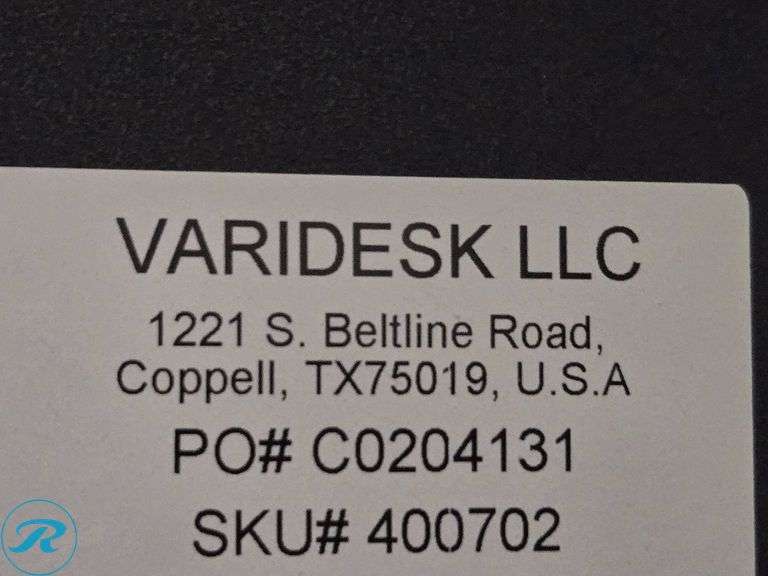 VARIDESK LLC
1221 S. Beltline Road,
Coppell, TX75019, U.S.A
PO# C0204131
SKU# 400702
R